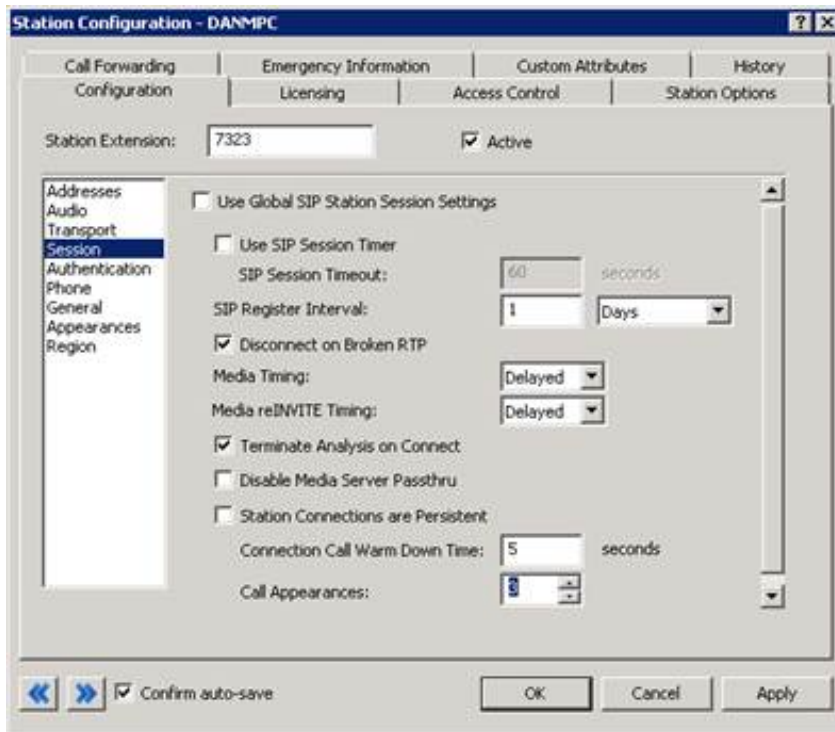 Station Configuration - DANMPC
Call Forwarding Emergency Information Custom Attributes History
Configuration Licensing Access Control Station Options
Station Extension: 7323 Active
Addresses
Audio
Transport
Session
Authentication
Phone
General
Appearances
Region
Use Global SIP Station Session Settings
Use SIP Session Timer
SIP Session Timeout: 60 seconds
SIP Register Interval: 1 Days
Disconnect on Broken RTP
Media Timing: Delayed
Media reINVITE Timing: Delayed
Terminate Analysis on Connect
Disable Media Server Passthru
Station Connections are Persistent
Connection Call Warm Down Time: 5 seconds
Call Appearances: 3
Confirm auto-save OK Cancel Apply